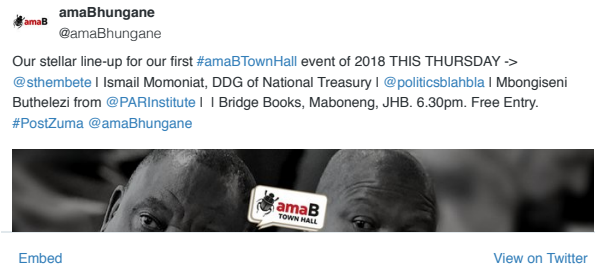 amaB
amaBhungane
@amaBhungane
Our stellar line-up for our first #amaBTownHall event of 2018 THIS THURSDAY ->
@sthembete l Ismail Momoniat, DDG of National Treasury l @politicsblahbla l Mbongiseni
Buthelezi from @PARInstitute l  l Bridge Books, Maboneng, JHB. 6.30pm. Free Entry.
#PostZuma @amaBhungane
amaB
TOWN HALL
Embed
View on Twitter